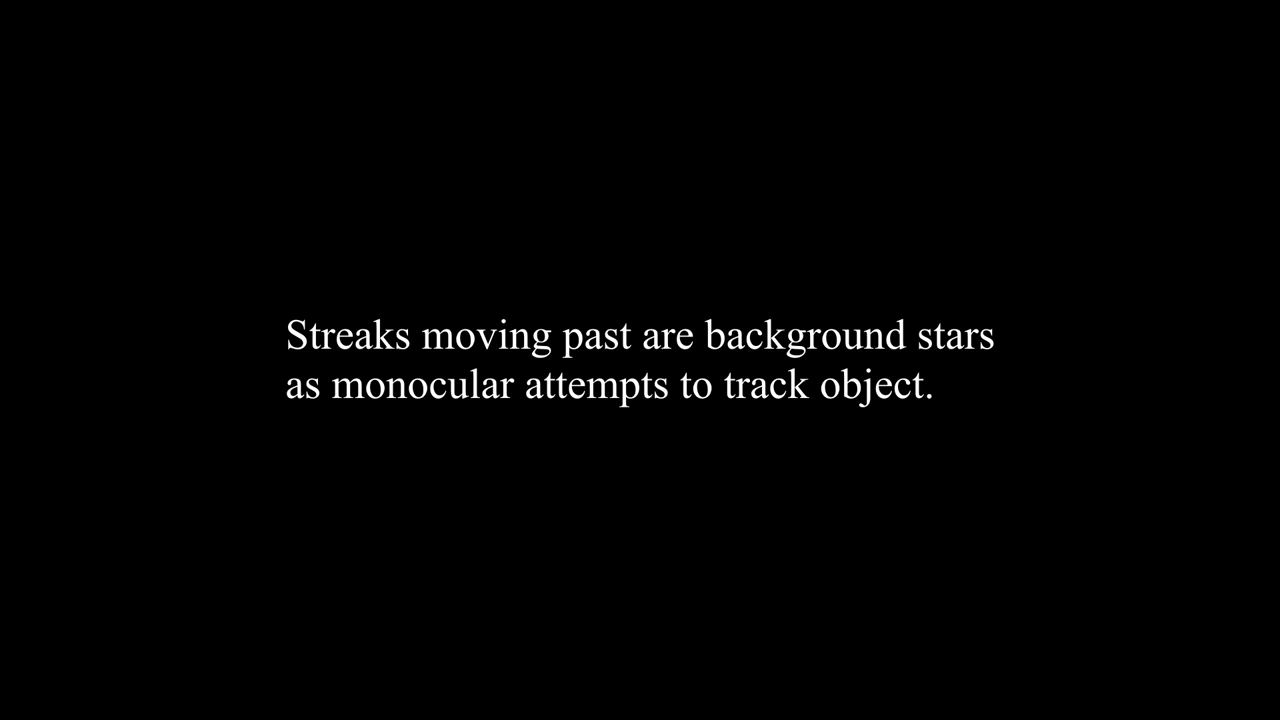 Streaks moving past are background stars
as monocular attempts to track object.